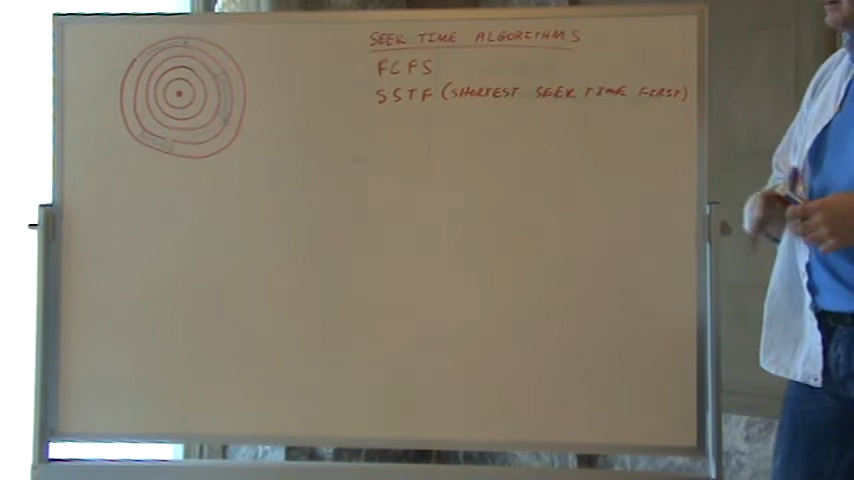 SEEK TIME ALGORITHMS
FCFS
SSTF (SHORTEST SEEK TIME FIRST)